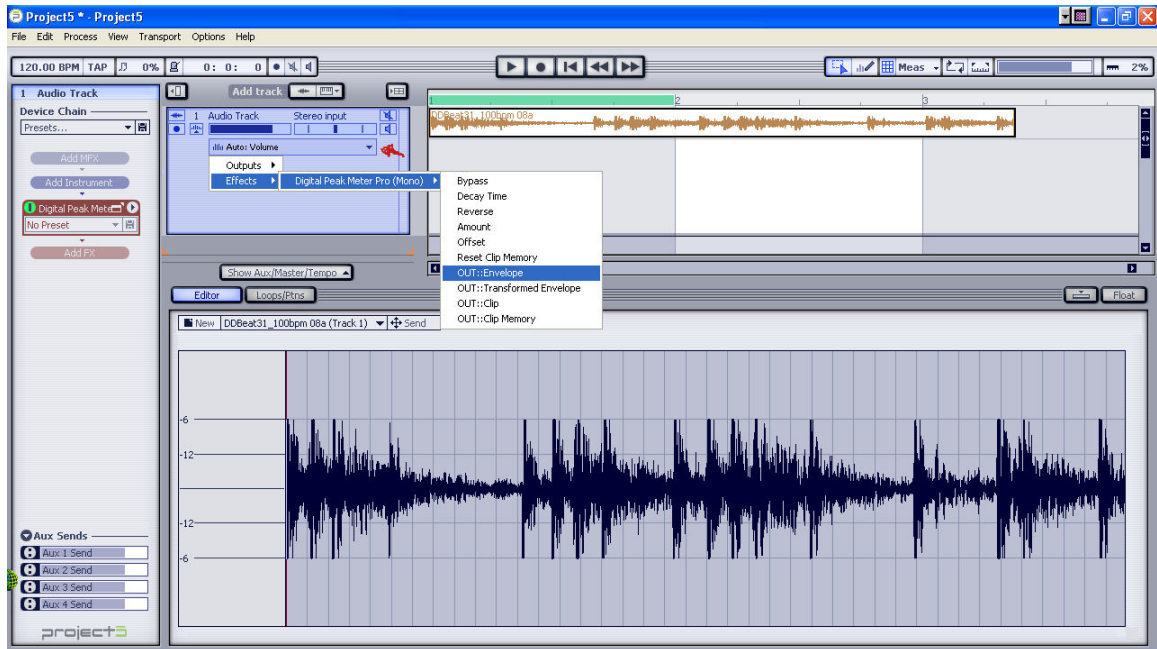 Project5 * - Project5
File Edit Process View Transport Options Help
120.00 BPM TAP 0% 0: 0: 0 Meas 2%
1 Audio Track
Device Chain
Presets...
Add MFX
Add Instrument
Digital Peak Mete
No Preset
Add FX
Add track
1 Audio Track Stereo input
Auto: Volume
Outputs
Effects Digital Peak Meter Pro (Mono)
Bypass
Decay Time
Reverse
Amount
Offset
Reset Clip Memory
OUT::Envelope
OUT::Transformed Envelope
OUT::Clip
OUT::Clip Memory
1 2 3
DDBeat31_100bpm 08a
Show Aux/Master/Tempo
Editor Loops/Ptns Float
New DDBeat31_100bpm 08a (Track 1) Send
-6
-12
-12
-6
Aux Sends
Aux 1 Send
Aux 2 Send
Aux 3 Send
Aux 4 Send
project5